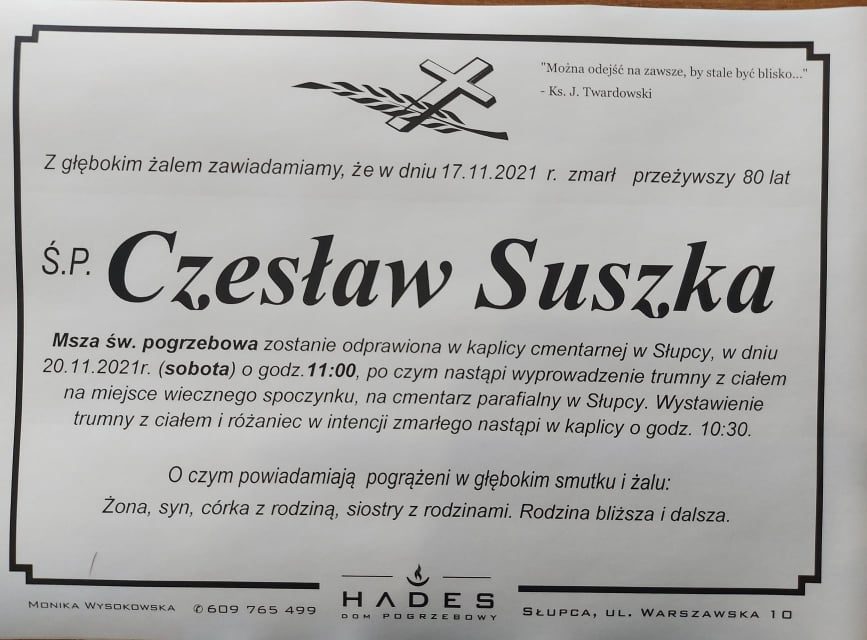 "Można odejść na zawsze, by stale być blisko..."
- Ks. J. Twardowski
Z głębokim żalem zawiadamiamy, że w dniu 17.11.2021 r. zmarł przeżywszy 80 lat
Ś.P. Czesław Suszka
Msza św. pogrzebowa zostanie odprawiona w kaplicy cmentarnej w Słupcy, w dniu
20.11.2021r. (sobota) o godz.11:00, po czym nastąpi wyprowadzenie trumny z ciałem
na miejsce wiecznego spoczynku, na cmentarz parafialny w Słupcy. Wystawienie
trumny z ciałem i różaniec w intencji zmarłego nastąpi w kaplicy o godz. 10:30.
O czym powiadamiają pogrążeni w głębokim smutku i żalu:
Żona, syn, córka z rodziną, siostry z rodzinami. Rodzina bliższa i dalsza.
Monika Wysokowska ✆609 765 499
HADES
DOM POGRZEBOWY
Słupca, ul. Warszawska 10